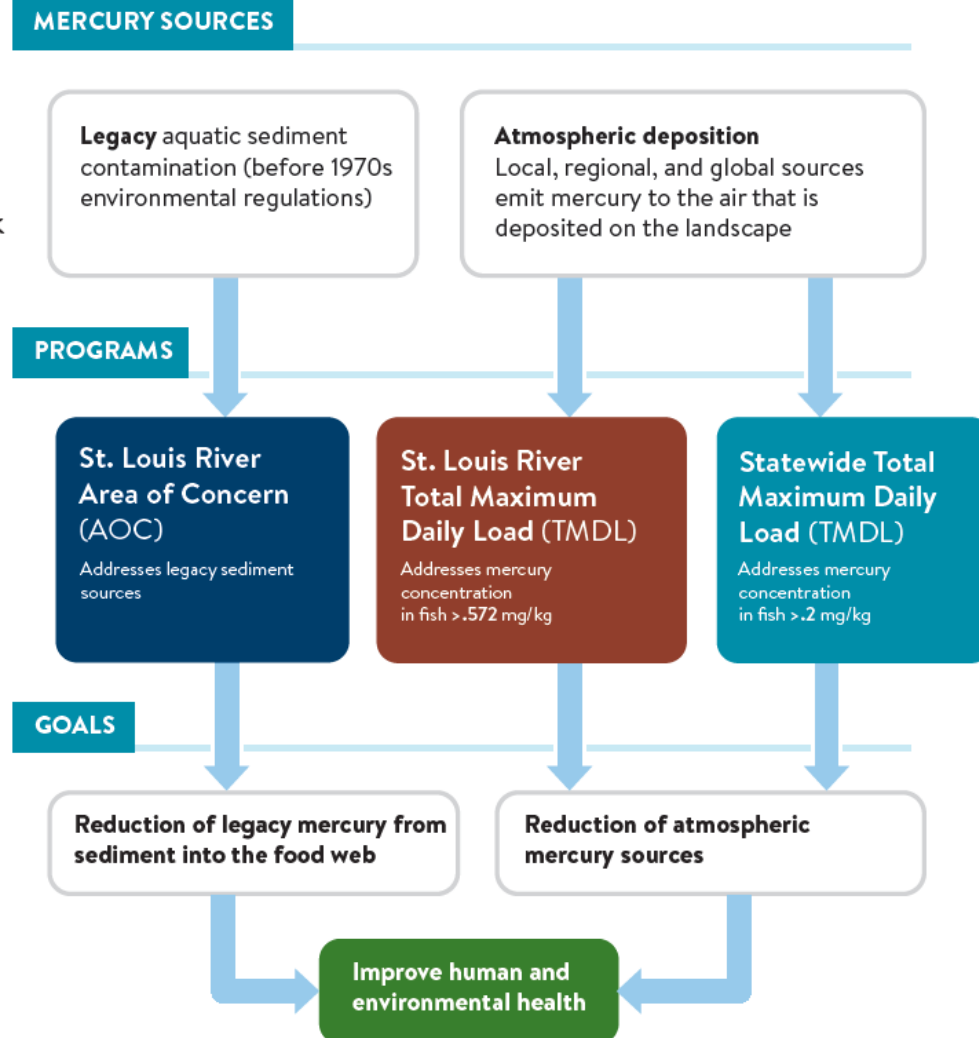 MERCURY SOURCES
Legacy aquatic sediment
contamination (before 1970s
environmental regulations)
Atmospheric deposition
Local, regional, and global sources
emit mercury to the air that is
deposited on the landscape
PROGRAMS
St. Louis River
Area of Concern
(AOC)
Addresses legacy sediment
sources
St. Louis River
Total Maximum
Daily Load (TMDL)
Addresses mercury
concentration
in fish >.572 mg/kg
Statewide Total
Maximum Daily
Load (TMDL)
Addresses mercury
concentration
in fish >.2 mg/kg
GOALS
Reduction of legacy mercury from
sediment into the food web
Reduction of atmospheric
mercury sources
Improve human and
environmental health